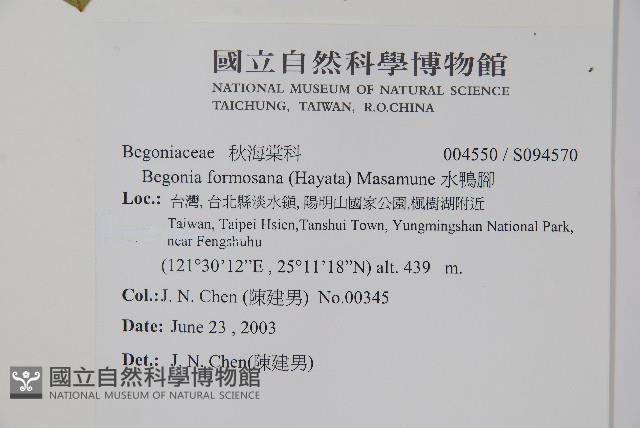 國立自然科學博物館
NATIONAL MUSEUM OF NATURAL SCIENCE
TAICHUNG, TAIWAN, R.O.CHINA
Begoniaceae 秋海棠科 004550 / S094570
Begonia formosana (Hayata) Masamune 水鴨腳
Loc.: 台灣, 台北縣淡水鎮, 陽明山國家公園,楓樹湖附近
Taiwan, Taipei Hsien,Tanshui Town, Yungmingshan National Park,
near Fengshuhu
(121°30'12”E , 25°11'18”N) alt. 439 m.
Col.: J. N. Chen (陳建男) No.00345
Date: June 23 , 2003
Det.: J. N. Chen(陳建男)
國立自然科學博物館
NATIONAL MUSEUM OF NATURAL SCIENCE